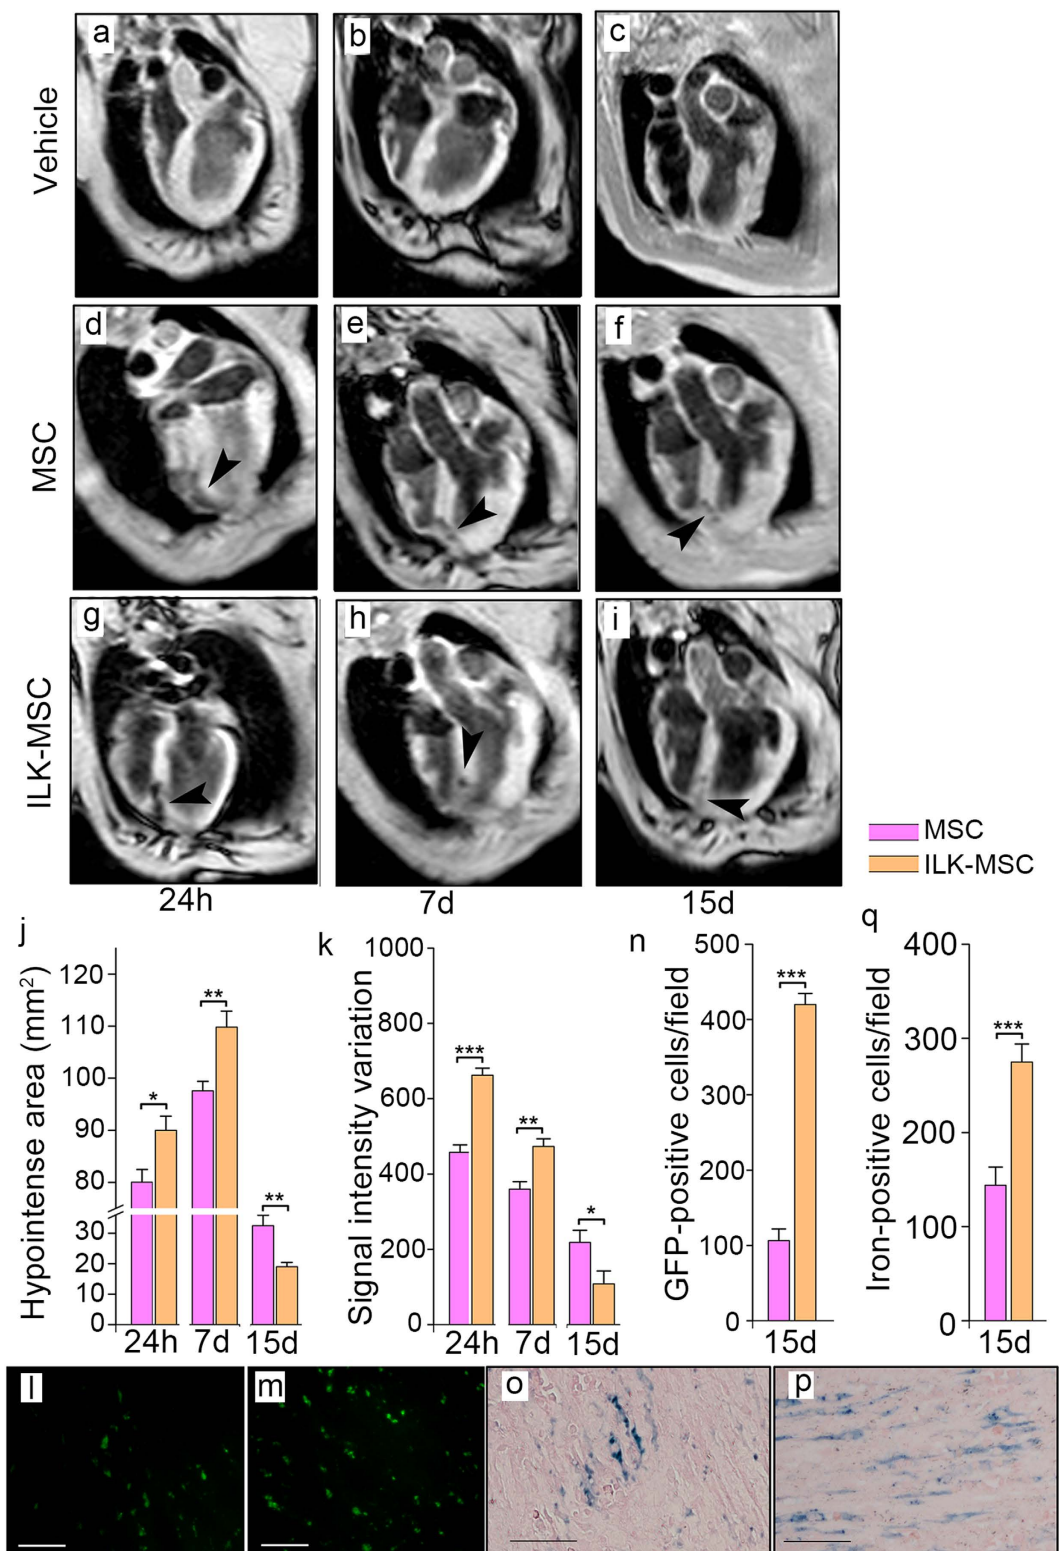 a
b
c
Vehicle
d
e
f
MSC
g
h
i
ILK-MSC
24h
7d
15d
MSC
ILK-MSC
j
Hypointense area (mm²)
120
110
100
90
80
30
20
10
0
*
**
**
24h 7d 15d
k
Signal intensity variation
1000
800
600
400
200
0
***
**
*
24h 7d 15d
n
GFP-positive cells/field
500
400
300
200
100
0
***
15d
q
Iron-positive cells/field
400
300
200
100
0
***
15d
l
m
o
p